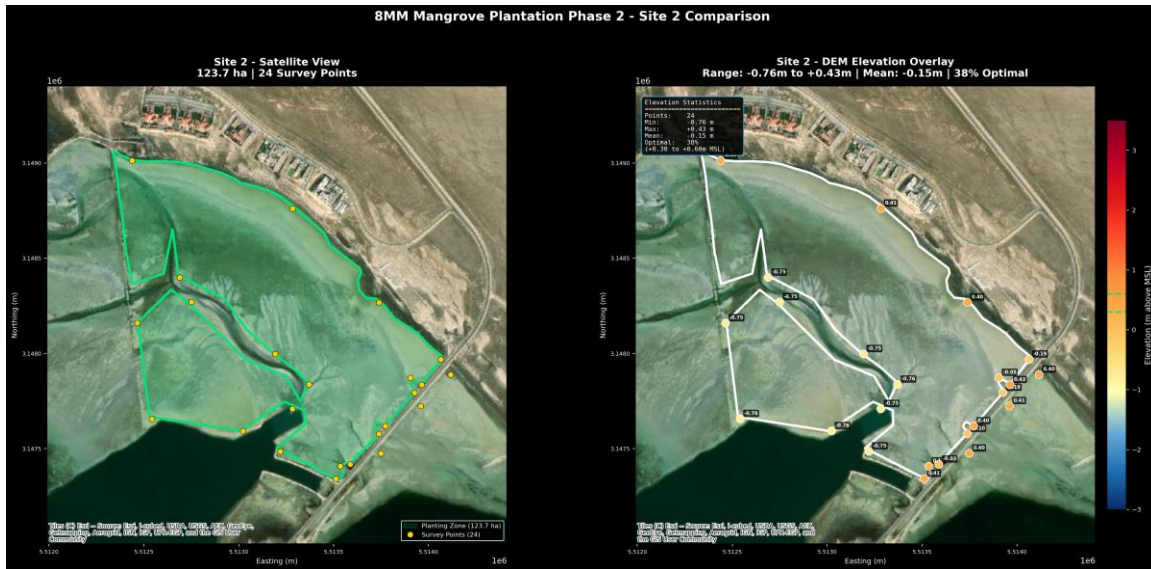 8MM Mangrove Plantation Phase 2 - Site 2 Comparison
Site 2 - Satellite View
123.7 ha | 24 Survey Points
1e6
3.1490
3.1485
3.1480
3.1475
Northing (m)
Planting Zone (123.7 ha)
Survey Points (24)
5.5120
5.5125
5.5130
5.5135
5.5140
Easting (m)
1e6
Site 2 - DEM Elevation Overlay
Range: -0.76m to +0.43m | Mean: -0.15m | 38% Optimal
1e6
Elevation Statistics
Points: 24
Min: -0.76 m
Max: +0.43 m
Mean: -0.15 m
Optimal: 38%
(+0.30 to +0.60m MSL)
0.41
-0.75
0.40
-0.75
-0.75
-0.75
-0.19
-0.05
0.40
0.43
-0.76
0.41
-0.75
0.40
-0.76
-0.76
0.40
-0.75
-0.03
0.41
3.1490
3.1485
3.1480
3.1475
Northing (m)
5.5120
5.5125
5.5130
5.5135
5.5140
Easting (m)
1e6
3
2
1
0
−1
−2
−3
Elevation (m above MSL)